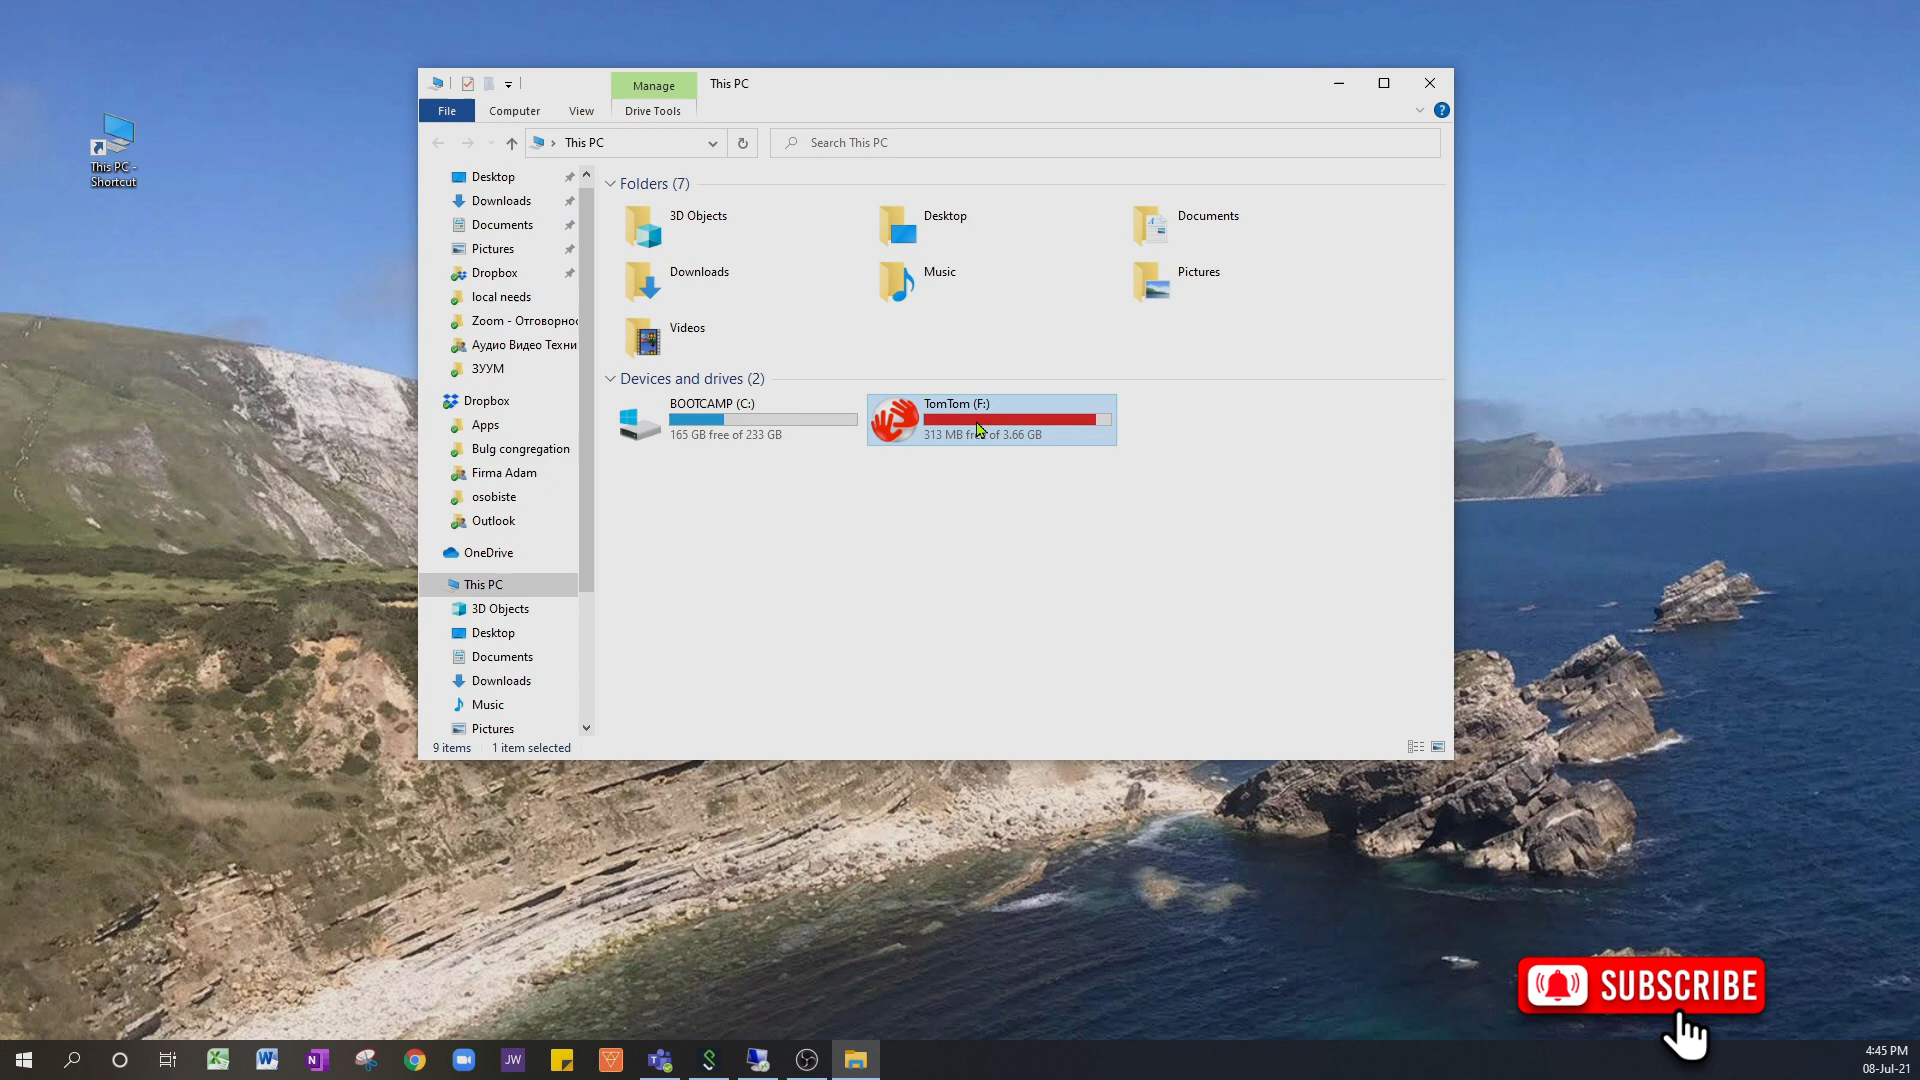 This PC -
Shortcut
Manage
This PC
File
Computer
View
Drive Tools
This PC
Search This PC
Desktop
Downloads
Documents
Pictures
Dropbox
local needs
Zoom - Отговорнос
Аудио Видео Техни
ЗУУМ
Dropbox
Apps
Bulg congregation
Firma Adam
osobiste
Outlook
OneDrive
This PC
3D Objects
Desktop
Documents
Downloads
Music
Pictures
Folders (7)
3D Objects
Desktop
Documents
Downloads
Music
Pictures
Videos
Devices and drives (2)
BOOTCAMP (C:)
165 GB free of 233 GB
TomTom (F:)
313 MB free of 3.66 GB
9 items
1 item selected
SUBSCRIBE
JW
4:45 PM
08-Jul-21